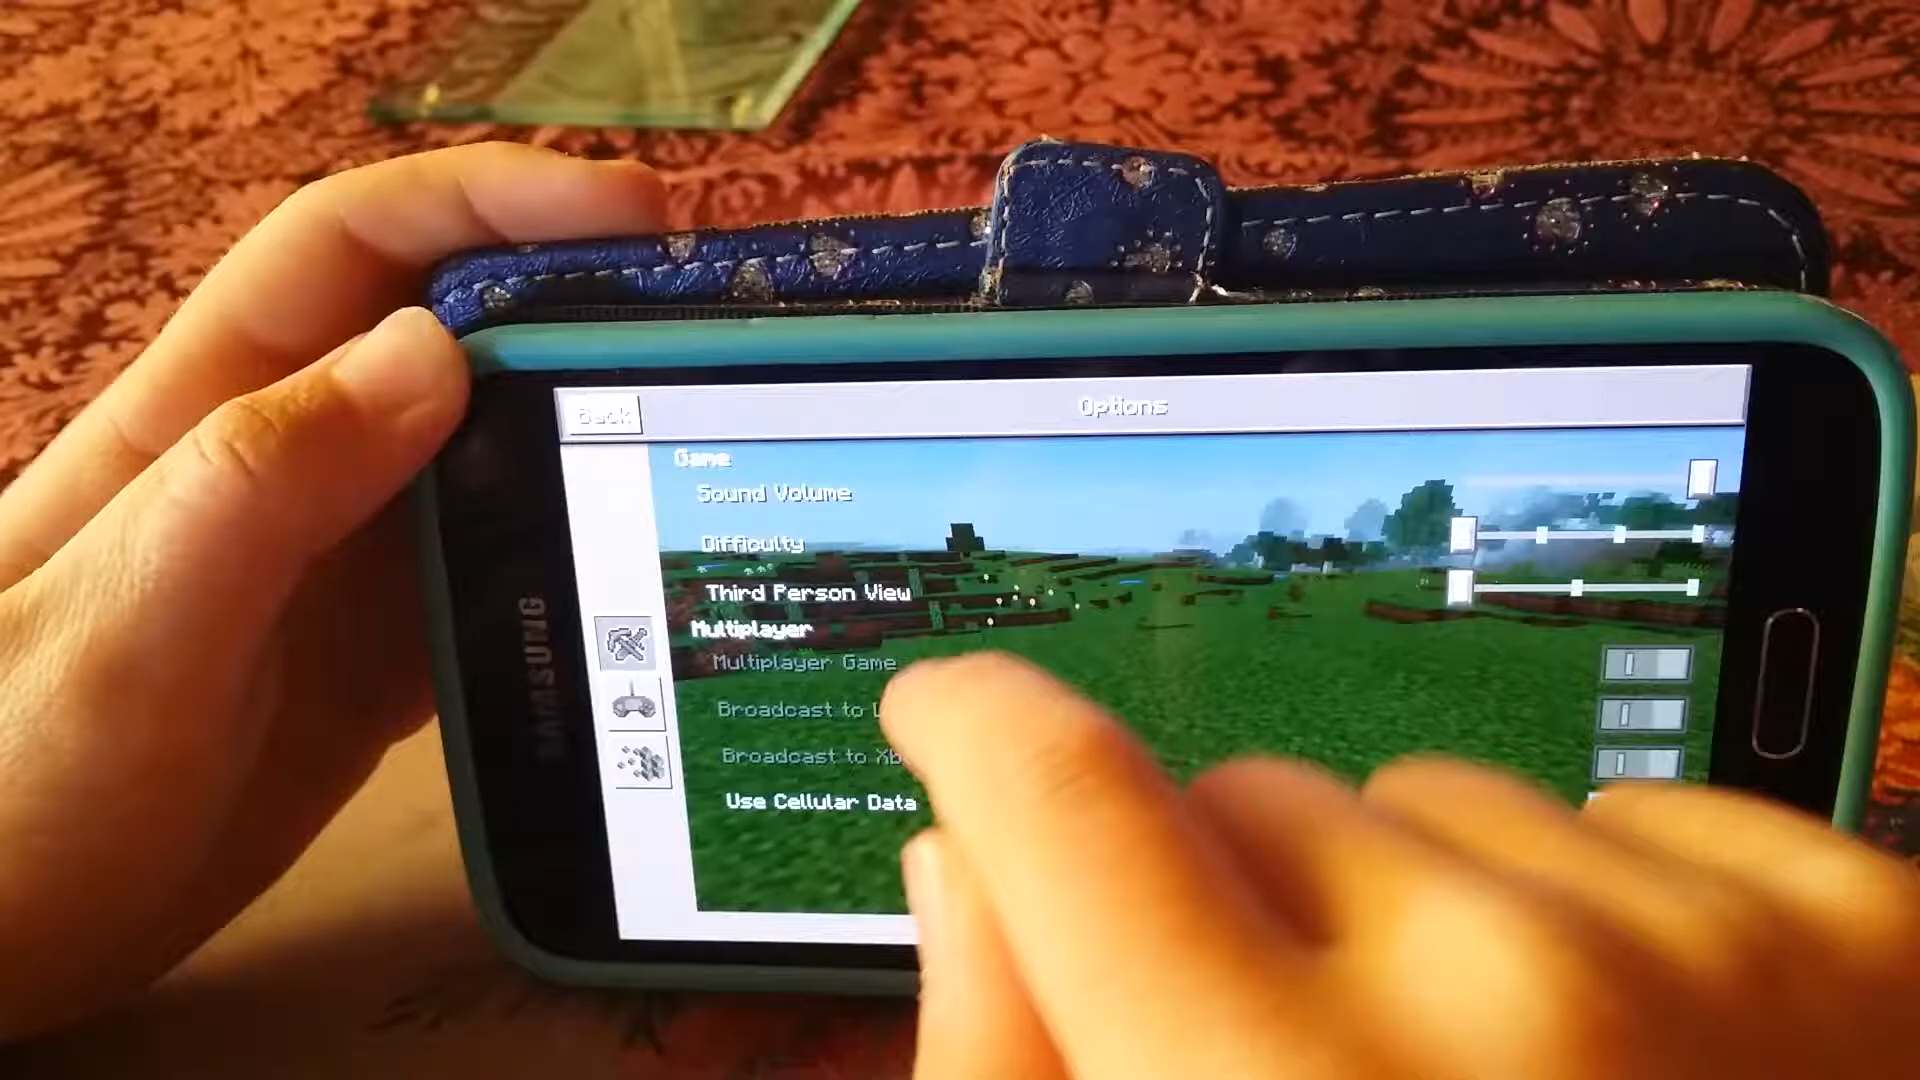 Back
Options
Game
Sound Volume
Difficulty
Third Person View
Multiplayer
Multiplayer Game
Broadcast to
Broadcast to
Use Cellular Data
SAMSUNG